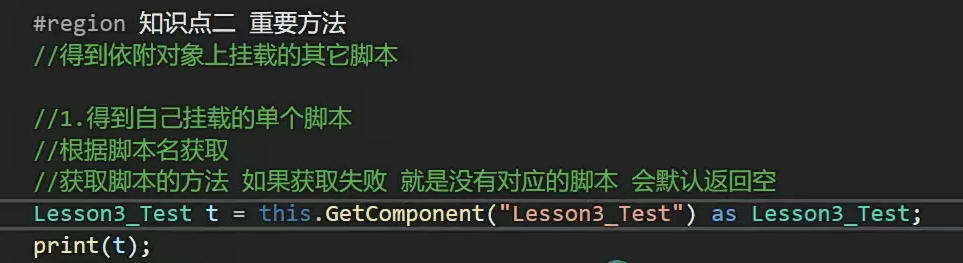 #region 知识点二 重要方法
//得到依附对象上挂载的其它脚本
//1.得到自己挂载的单个脚本
//根据脚本名获取
//获取脚本的方法 如果获取失败 就是没有对应的脚本 会默认返回空
Lesson3_Test t = this.GetComponent("Lesson3_Test") as Lesson3_Test;
print(t);